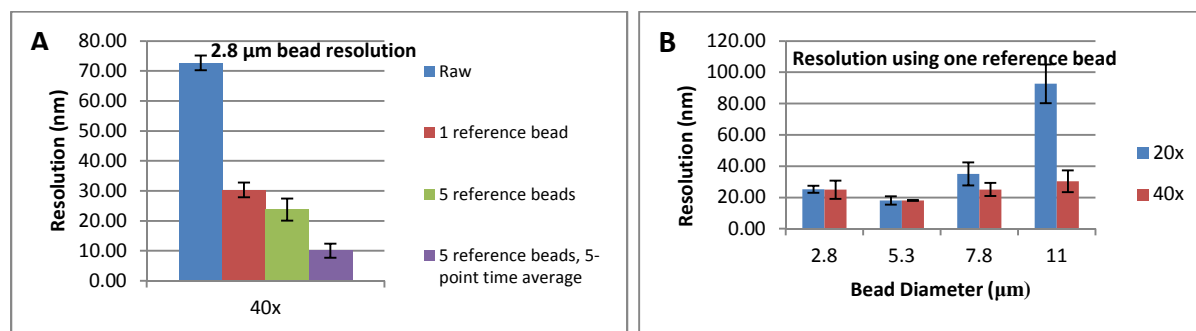 A
2.8 µm bead resolution
80.00
70.00
60.00
50.00
40.00
30.00
20.00
10.00
0.00
Resolution (nm)
40x
Raw
1 reference bead
5 reference beads
5 reference beads, 5-
point time average
B
Resolution using one reference bead
120.00
100.00
80.00
60.00
40.00
20.00
0.00
Resolution (nm)
2.8 5.3 7.8 11
Bead Diameter (µm)
20x
40x